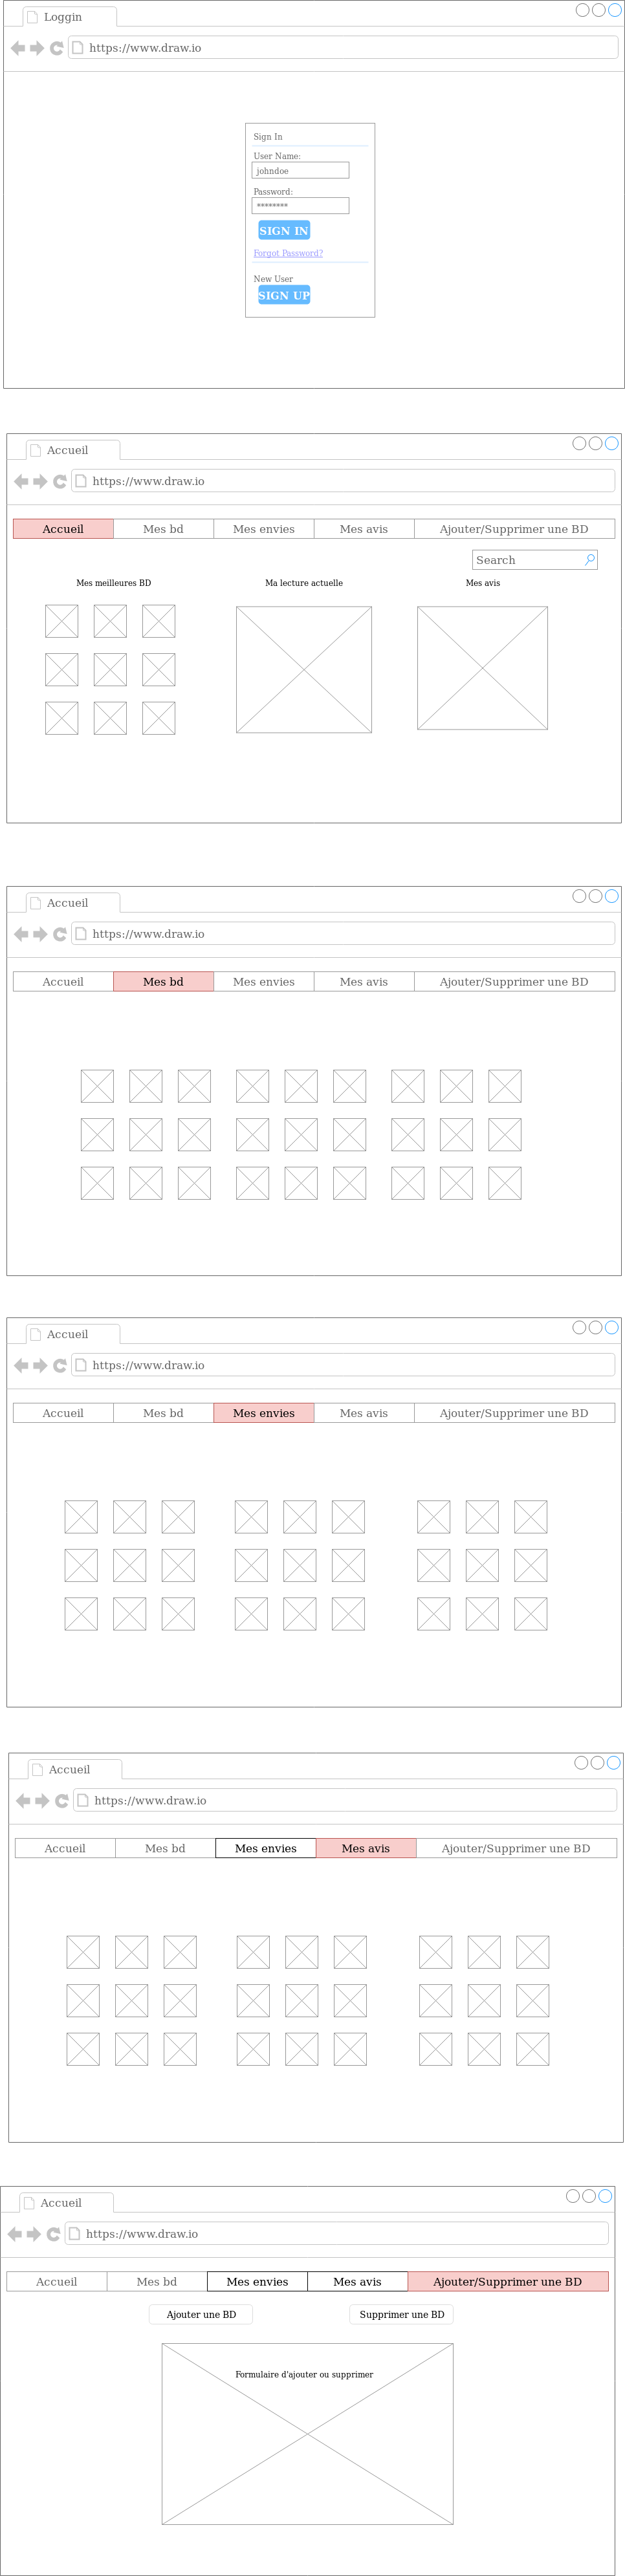 Loggin
https://www.draw.io
Sign In
User Name:
johndoe
Password:
********
SIGN IN
Forgot Password?
New User
SIGN UP
Accueil
https://www.draw.io
Accueil Mes bd Mes envies Mes avis Ajouter/Supprimer une BD
Search
Mes meilleures BD Ma lecture actuelle Mes avis
Accueil
https://www.draw.io
Accueil Mes bd Mes envies Mes avis Ajouter/Supprimer une BD
Accueil
https://www.draw.io
Accueil Mes bd Mes envies Mes avis Ajouter/Supprimer une BD
Accueil
https://www.draw.io
Accueil Mes bd Mes envies Mes avis Ajouter/Supprimer une BD
Accueil
https://www.draw.io
Accueil Mes bd Mes envies Mes avis Ajouter/Supprimer une BD
Ajouter une BD Supprimer une BD
Formulaire d'ajouter ou supprimer